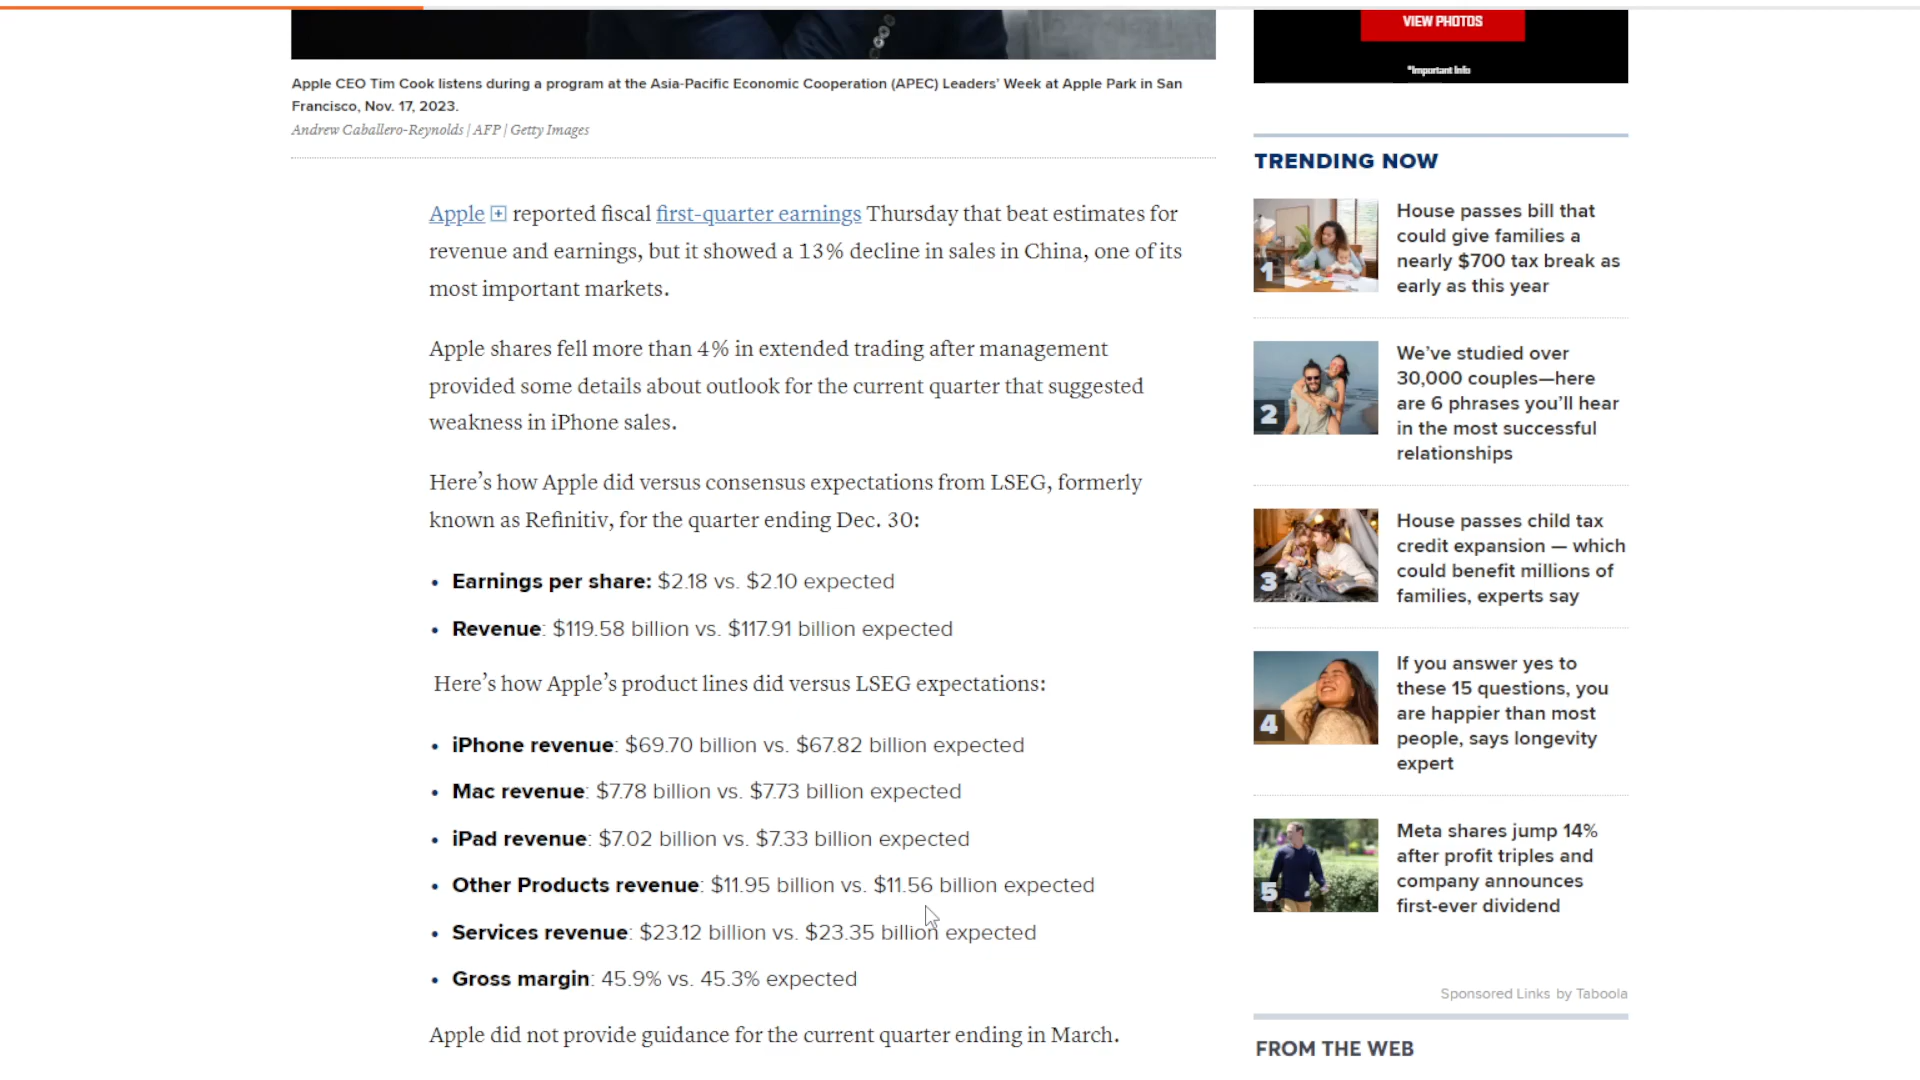 VIEW PHOTOS
*Important Info
Apple CEO Tim Cook listens during a program at the Asia-Pacific Economic Cooperation (APEC) Leaders' Week at Apple Park in San
Francisco, Nov. 17, 2023.
Andrew Caballero-Reynolds | AFP | Getty Images
Apple reported fiscal first-quarter earnings Thursday that beat estimates for
revenue and earnings, but it showed a 13% decline in sales in China, one of its
most important markets.
Apple shares fell more than 4% in extended trading after management
provided some details about outlook for the current quarter that suggested
weakness in iPhone sales.
Here's how Apple did versus consensus expectations from LSEG, formerly
known as Refinitiv, for the quarter ending Dec. 30:
• Earnings per share: $2.18 vs. $2.10 expected
• Revenue: $119.58 billion vs. $117.91 billion expected
Here's how Apple's product lines did versus LSEG expectations:
• iPhone revenue: $69.70 billion vs. $67.82 billion expected
• Mac revenue: $7.78 billion vs. $7.73 billion expected
• iPad revenue: $7.02 billion vs. $7.33 billion expected
• Other Products revenue: $11.95 billion vs. $11.56 billion expected
• Services revenue: $23.12 billion vs. $23.35 billion expected
• Gross margin: 45.9% vs. 45.3% expected
Apple did not provide guidance for the current quarter ending in March.
TRENDING NOW
1
House passes bill that
could give families a
nearly $700 tax break as
early as this year
2
We've studied over
30,000 couples—here
are 6 phrases you'll hear
in the most successful
relationships
3
House passes child tax
credit expansion — which
could benefit millions of
families, experts say
4
If you answer yes to
these 15 questions, you
are happier than most
people, says longevity
expert
5
Meta shares jump 14%
after profit triples and
company announces
first-ever dividend
Sponsored Links by Taboola
FROM THE WEB